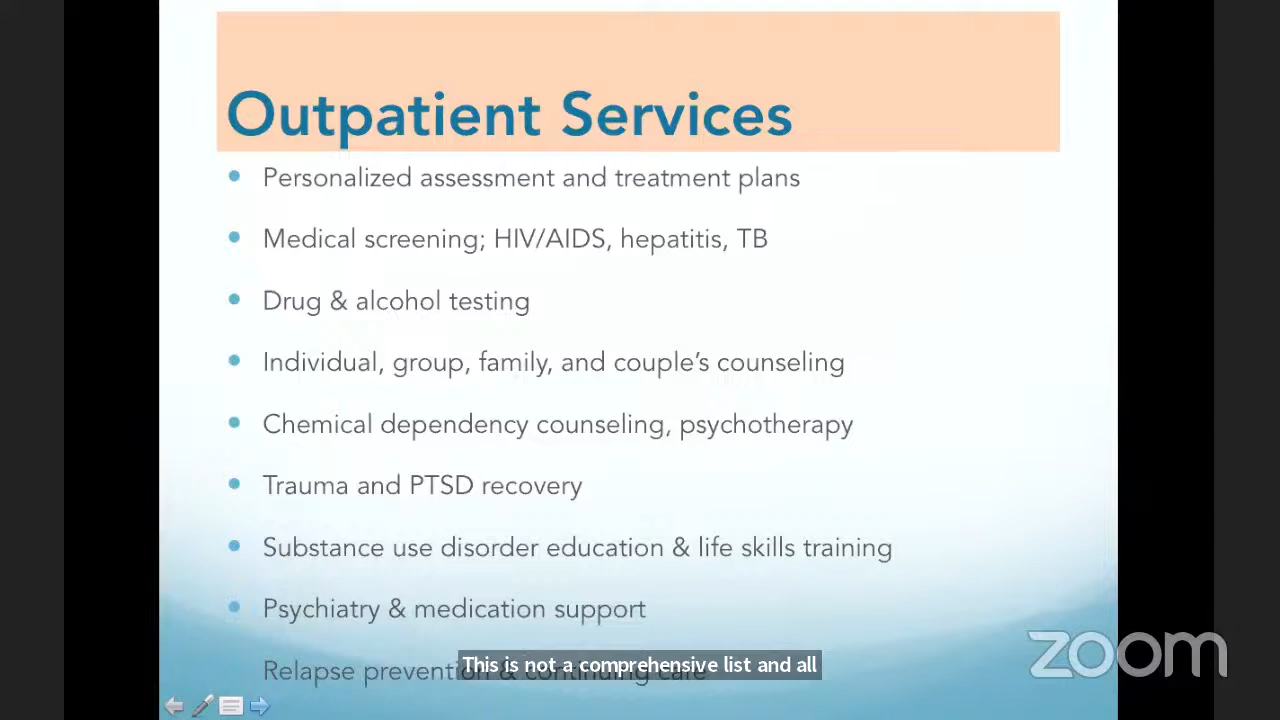 Outpatient Services
Personalized assessment and treatment plans
Medical screening; HIV/AIDS, hepatitis, TB
Drug & alcohol testing
Individual, group, family, and couple's counseling
Chemical dependency counseling, psychotherapy
Trauma and PTSD recovery
Substance use disorder education & life skills training
Psychiatry & medication support
Relapse prevention & continuing care
This is not a comprehensive list and all
zoom